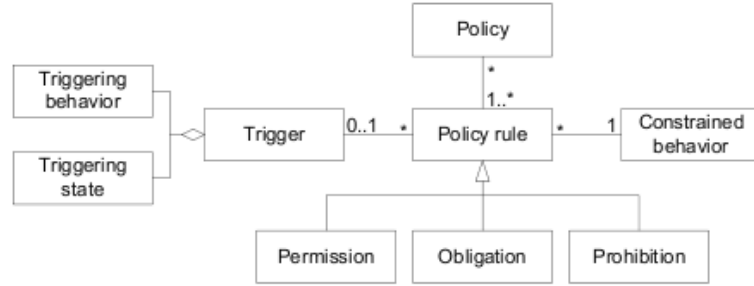 Policy
*
1..*
Triggering
behavior
Trigger
0..1
*
Policy rule
*
1
Constrained
behavior
Triggering
state
Permission
Obligation
Prohibition